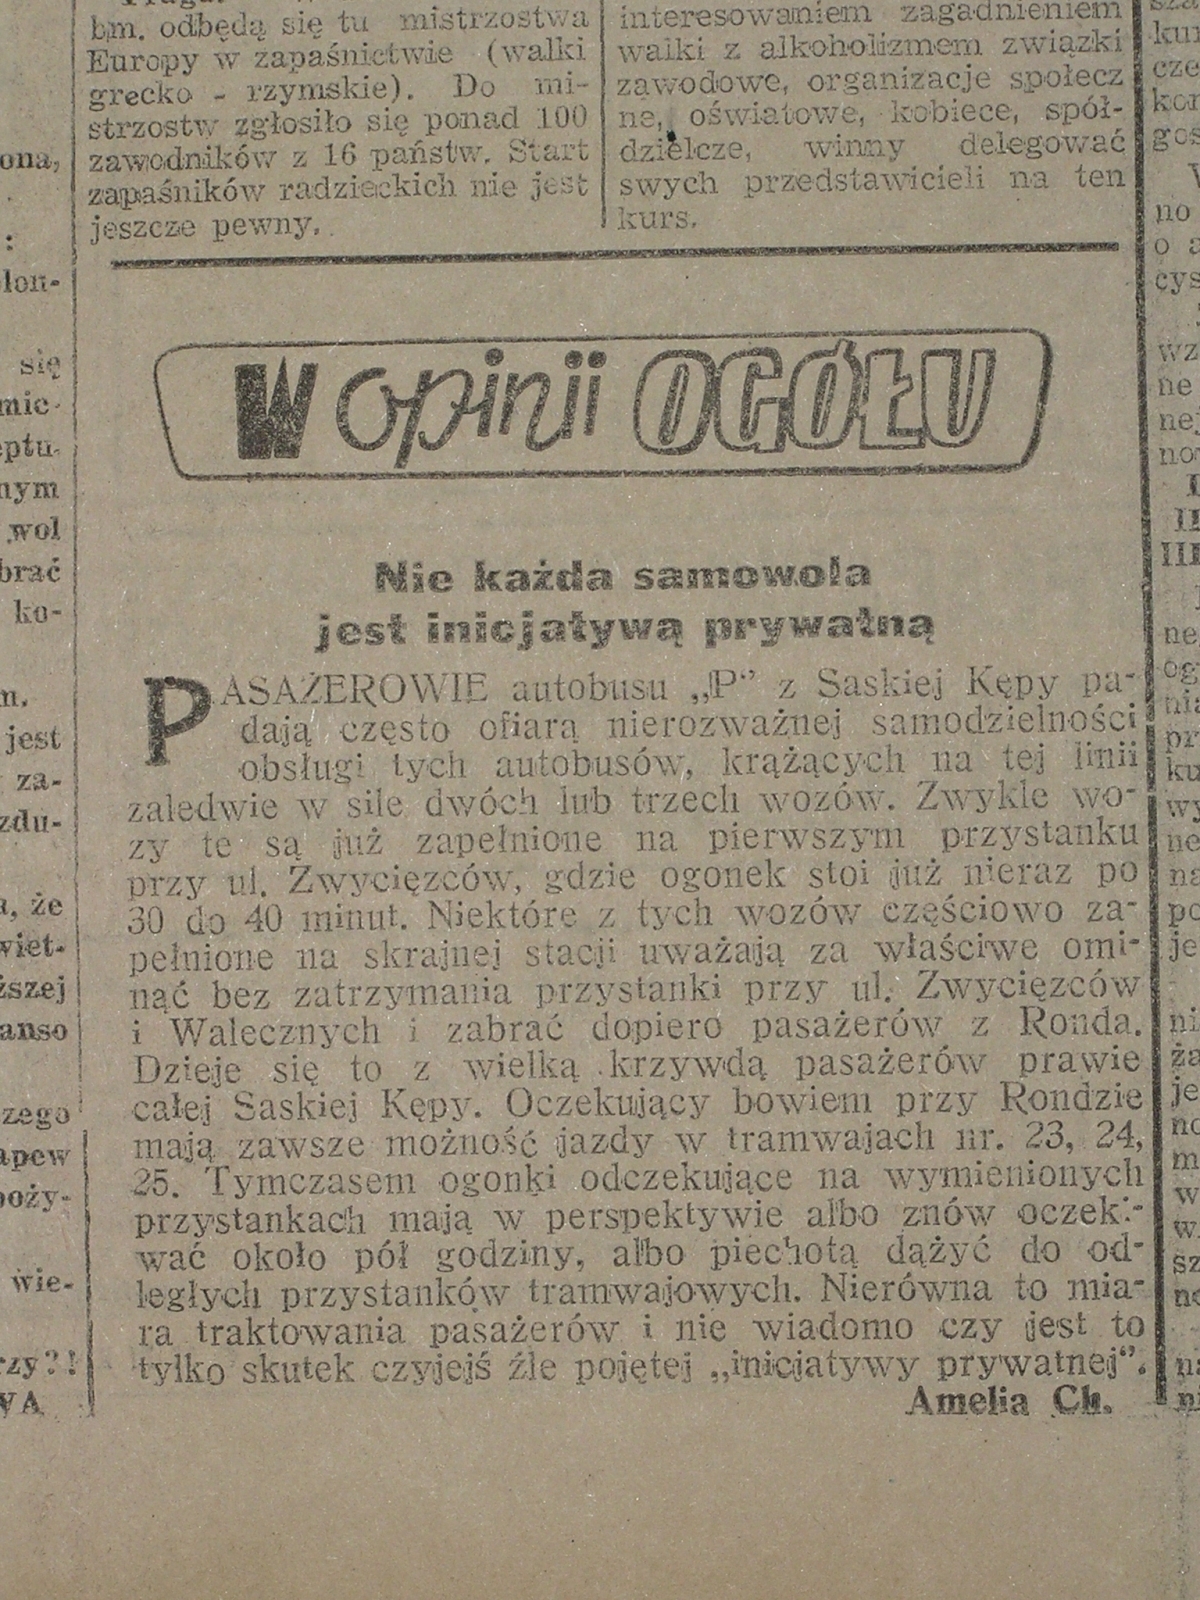 bm. odbędą się tu mistrzostwa
Europy w zapaśnictwie (walki
grecko - rzymskie). Do mi-
strzostw zgłosiło się ponad 100
zawodników z 16 państw. Start
zapaśników radzieckich nie jest
jeszcze pewny.
interesowaniem zagadnieniem
walki z alkoholizmem związki
zawodowe, organizacje społecz
ne, oświatowe, kobiece, spół-
dzielcze, winny delegować
swych przedstawicieli na ten
kurs.
W opinii OGÓŁU
Nie każda samowola
jest inicjatywą prywatną
PASAŻEROWIE autobusu „P” z Saskiej Kępy pa-
dają często ofiarą nierozważnej samodzielności
obsługi tych autobusów, krążących na tej linii
zaledwie w sile dwóch lub trzech wozów. Zwykle wo-
zy te są już zapełnione na pierwszym przystanku
przy ul. Zwycięzców, gdzie ogonek stoi już nieraz po
30 do 40 minut. Niektóre z tych wozów częściowo za-
pełnione na skrajnej stacji uważają za właściwe omi-
nąć bez zatrzymania przystanki przy ul. Zwycięzców
i Walecznych i zabrać dopiero pasażerów z Ronda.
Dzieje się to z wielką krzywdą pasażerów prawie
całej Saskiej Kępy. Oczekujący bowiem przy Rondzie
mają zawsze możność jazdy w tramwajach nr. 23, 24,
25. Tymczasem ogonki odczekujące na wymienionych
przystankach mają w perspektywie albo znów oczeki-
wać około pół godziny, albo piechotą dążyć do od-
ległych przystanków tramwajowych. Nierówna to mia-
ra traktowania pasażerów i nie wiadomo czy jest to
tylko skutek czyjejś źle pojętej „inicjatywy prywatnej”.
Amelia Ch.